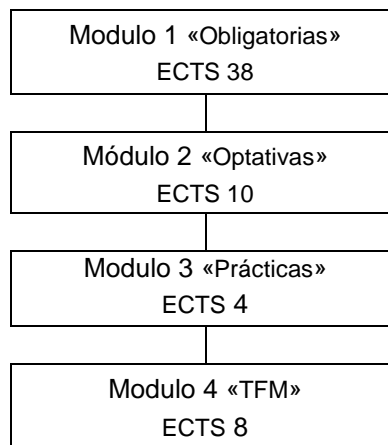 Modulo 1 «Obligatorias»
ECTS 38
Módulo 2 «Optativas»
ECTS 10
Modulo 3 «Prácticas»
ECTS 4
Modulo 4 «TFM»
ECTS 8